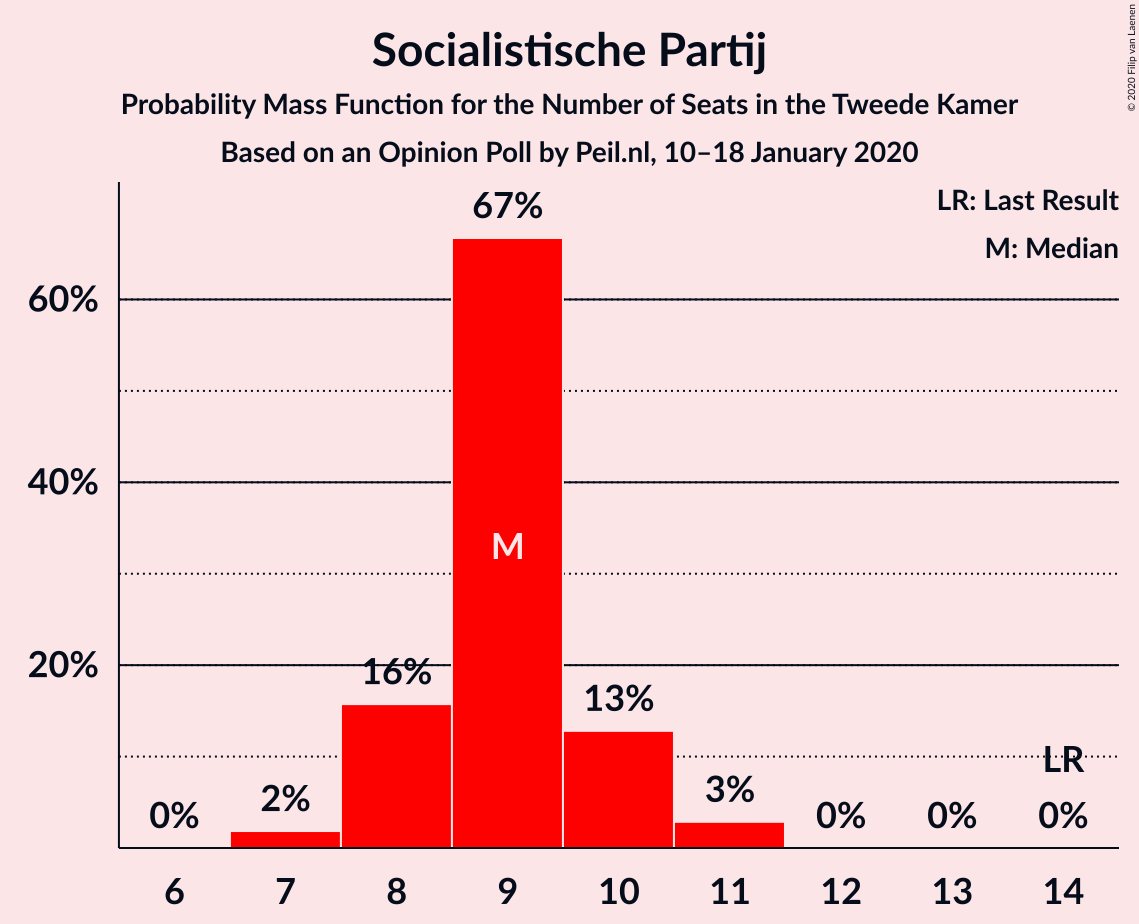 Socialistische Partij
Probability Mass Function for the Number of Seats in the Tweede Kamer
Based on an Opinion Poll by Peil.nl, 10–18 January 2020
© 2020 Filip van Laenen
LR: Last Result
M: Median
60%
40%
20%
0%
2%
16%
67%
M
13%
3%
0%
0%
LR
0%
6 7 8 9 10 11 12 13 14